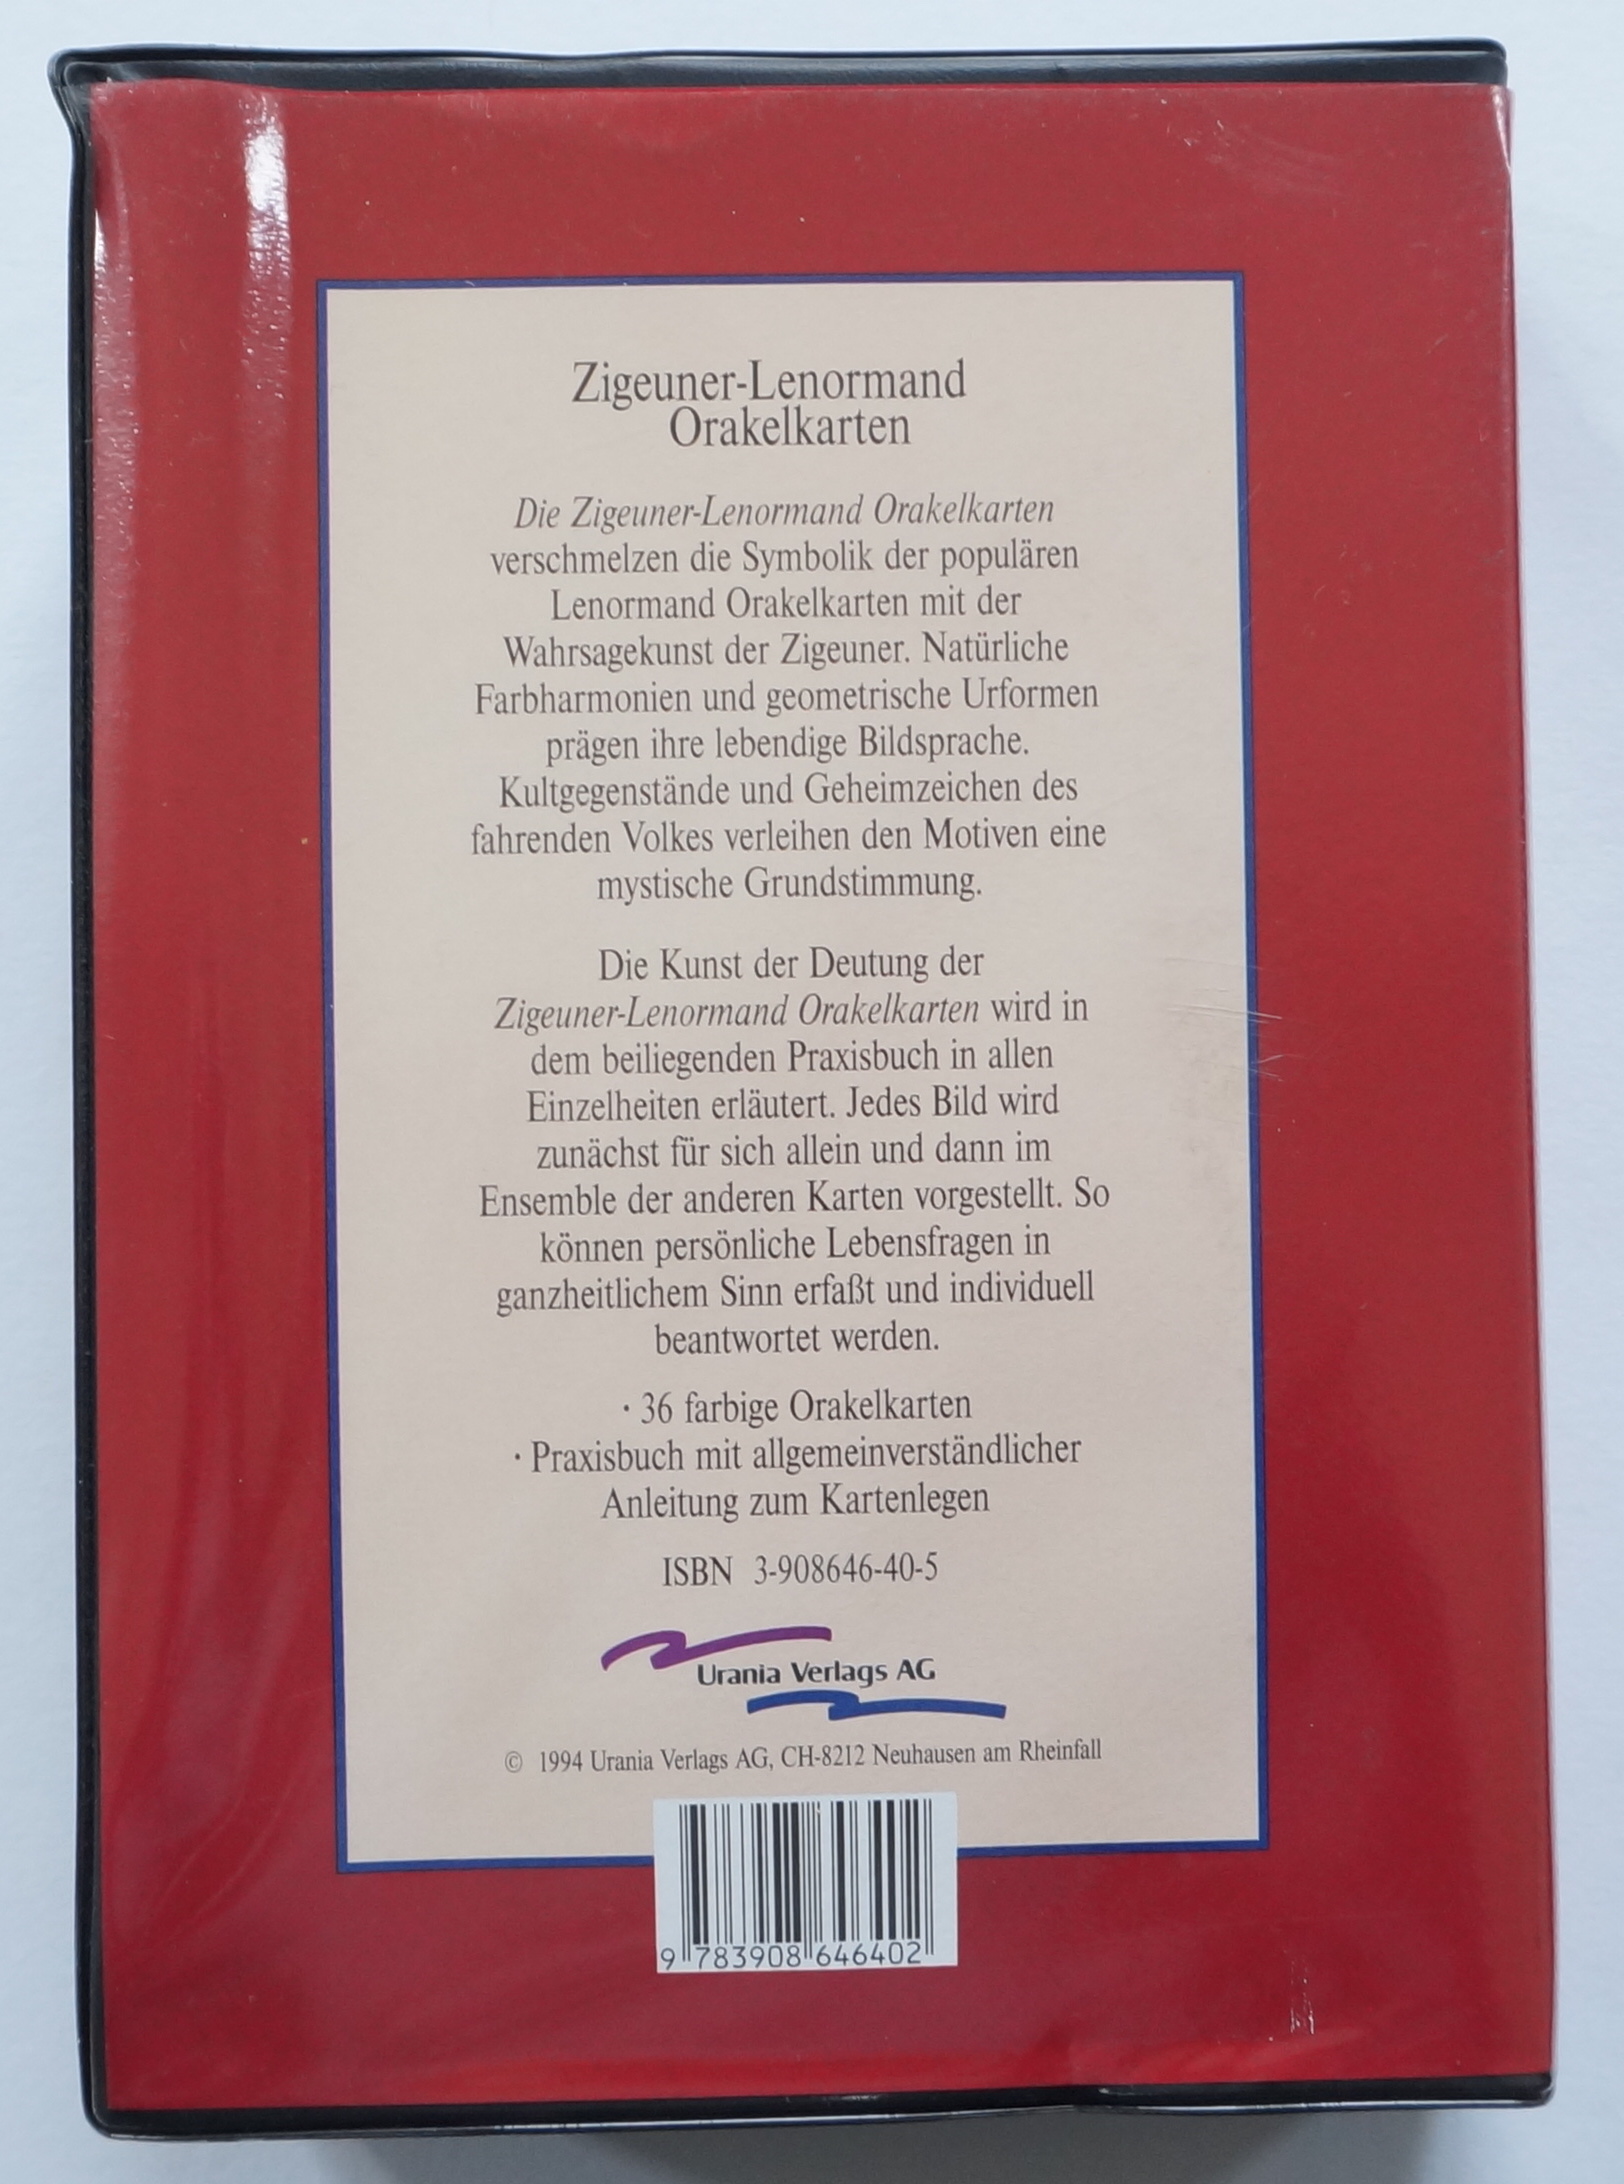 Zigeuner-Lenormand
Orakelkarten
Die Zigeuner-Lenormand Orakelkarten
verschmelzen die Symbolik der populären
Lenormand Orakelkarten mit der
Wahrsagekunst der Zigeuner. Natürliche
Farbharmonien und geometrische Urformen
prägen ihre lebendige Bildsprache.
Kultgegenstände und Geheimzeichen des
fahrenden Volkes verleihen den Motiven eine
mystische Grundstimmung.
Die Kunst der Deutung der
Zigeuner-Lenormand Orakelkarten wird in
dem beiliegenden Praxisbuch in allen
Einzelheiten erläutert. Jedes Bild wird
zunächst für sich allein und dann im
Ensemble der anderen Karten vorgestellt. So
können persönliche Lebensfragen in
ganzheitlichem Sinn erfaßt und individuell
beantwortet werden.
· 36 farbige Orakelkarten
· Praxisbuch mit allgemeinverständlicher
Anleitung zum Kartenlegen
ISBN 3-908646-40-5
Urania Verlags AG
© 1994 Urania Verlags AG, CH-8212 Neuhausen am Rheinfall
9 783908 646402